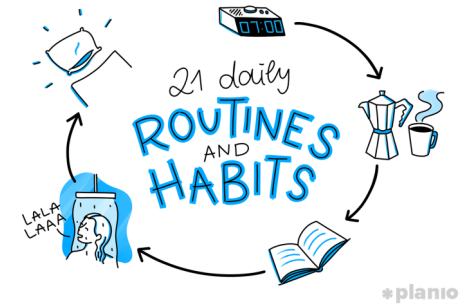 07:00
21 daily
ROUTINES
AND
HABITS
LALA
LAAA
*planio